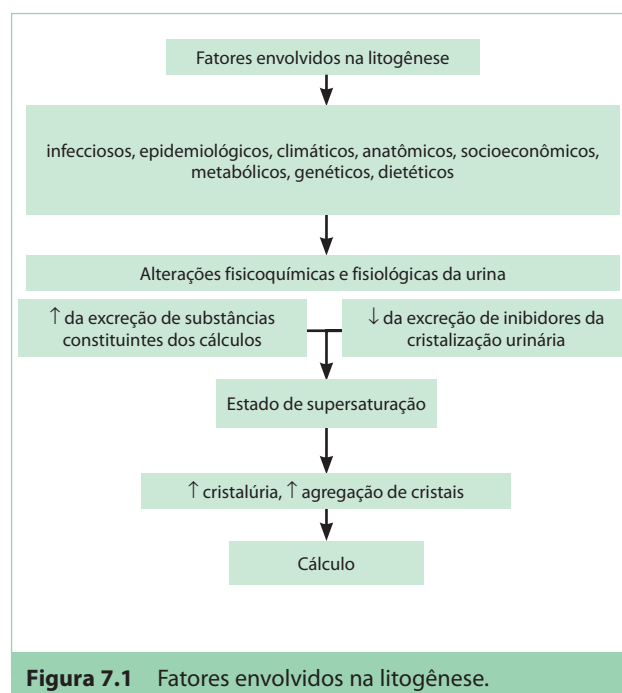 Fatores envolvidos na litogênese
infecciosos, epidemiológicos, climáticos, anatômicos, socioeconômicos,
metabólicos, genéticos, dietéticos
Alterações fisicoquímicas e fisiológicas da urina
↑ da excreção de substâncias
constituintes dos cálculos
↓ da excreção de inibidores da
cristalização urinária
Estado de supersaturação
↑ cristalúria, ↑ agregação de cristais
Cálculo
Figura 7.1 Fatores envolvidos na litogênese.